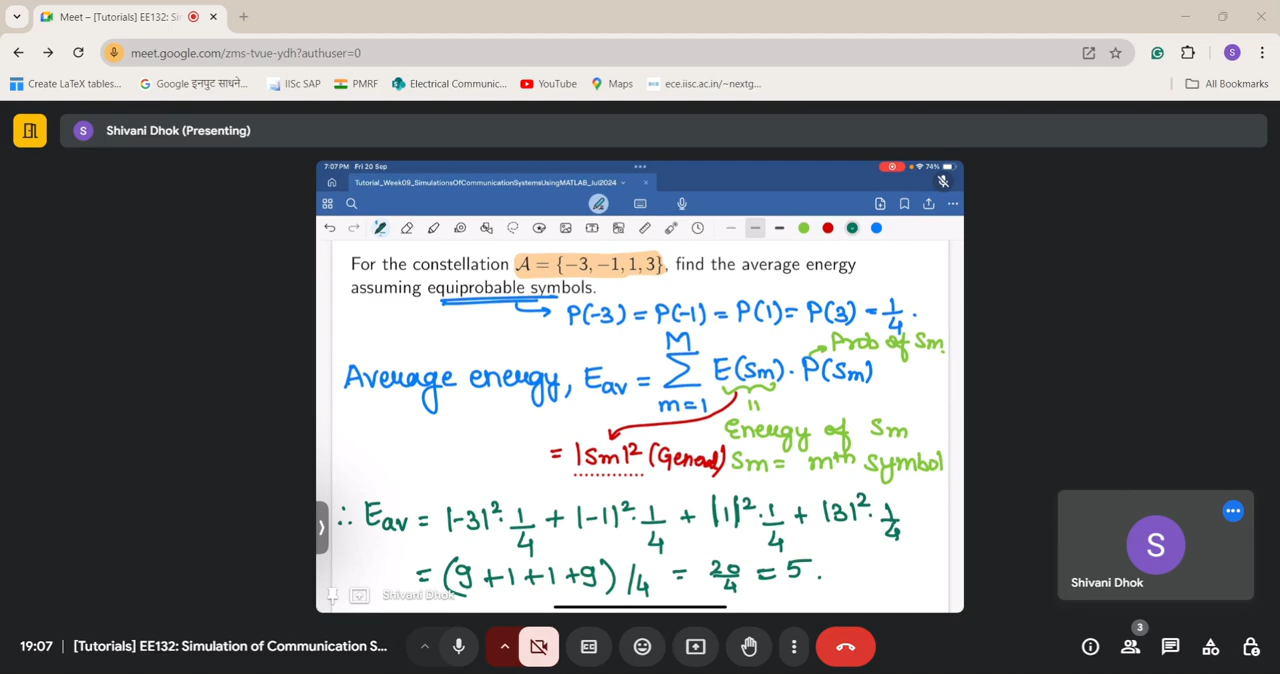 Meet – [Tutorials] EE132: Si
meet.google.com/zms-tvue-ydh?authuser=0
S
Create LaTeX tables... Google इनपुट साधने... IISc SAP PMRF Electrical Communic... YouTube Maps ece.iisc.ac.in/~nextg... All Bookmarks
S Shivani Dhok (Presenting)
7:07 PM Fri 20 Sep 74%
Tutorial_Week09_SimulationsOfCommunicationSystemsUsingMATLAB_Jul2024
For the constellation A = {−3, −1, 1, 3}, find the average energy
assuming equiprobable symbols.
P(-3) = P(-1) = P(1) = P(3) = 1/4 .
Prob of Sm.
Average energy, Eav = M ∑ m=1 E(Sm) . P(Sm)
11
Energy of Sm
= |Sm|² (General) Sm = mth symbol
∴ Eav = |-3|² . 1/4 + |-1|² . 1/4 + |1|² . 1/4 + |3|² . 1/4
= (9 + 1 + 1 + 9) / 4 = 20/4 = 5 .
Shivani Dhok
S
Shivani Dhok
19:07 | [Tutorials] EE132: Simulation of Communication S...
3